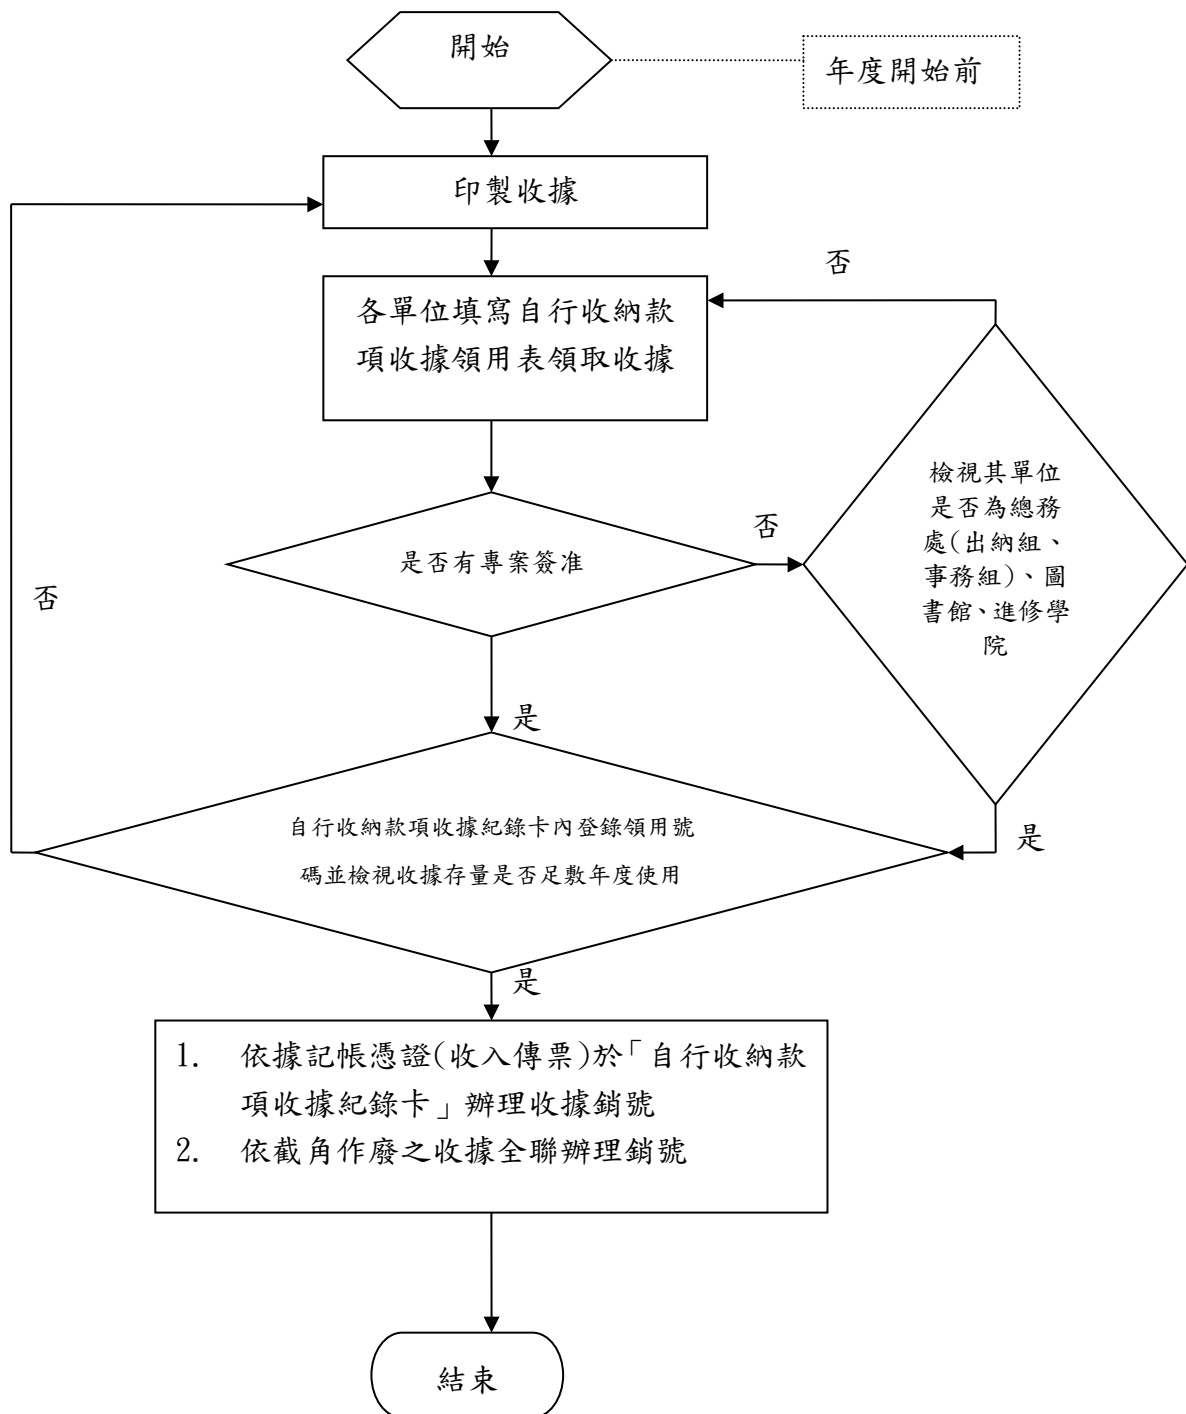 開始
年度開始前
印製收據
否
各單位填寫自行收納款
項收據領用表領取收據
檢視其單位
是否為總務
處(出納組、
事務組)、圖
書館、進修學
院
否
是否有專案簽准
否
是
是
自行收納款項收據紀錄卡內登錄領用號
碼並檢視收據存量是否足敷年度使用
是
1. 依據記帳憑證(收入傳票)於「自行收納款
項收據紀錄卡」辦理收據銷號
2. 依截角作廢之收據全聯辦理銷號
結束